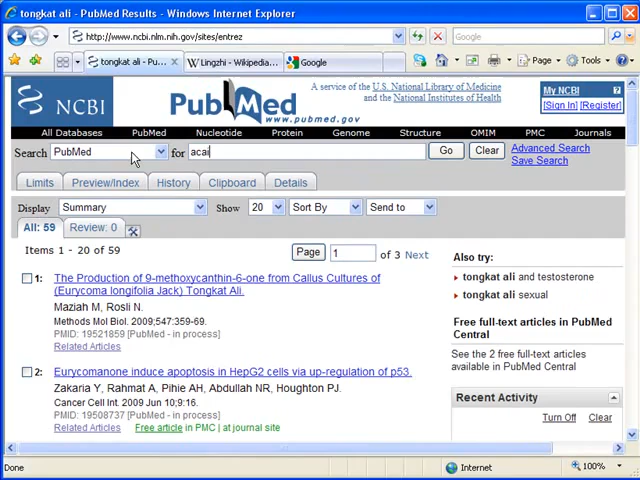 tongkat ali - PubMed Results - Windows Internet Explorer
http://www.ncbi.nlm.nih.gov/sites/entrez
Google
tongkat ali - Pu...
W Lingzhi - Wikipedia...
Google
Page
Tools
NCBI
PubMed
www.pubmed.gov
A service of the U.S. National Library of Medicine
and the National Institutes of Health
My NCBI
[Sign In] [Register]
All Databases PubMed Nucleotide Protein Genome Structure OMIM PMC Journals
Search PubMed for acai Go Clear
Advanced Search
Save Search
Limits Preview/Index History Clipboard Details
Display Summary Show 20 Sort By Send to
All: 59 Review: 0
Items 1 - 20 of 59
Page 1 of 3 Next
1: The Production of 9-methoxycanthin-6-one from Callus Cultures of
(Eurycoma longifolia Jack) Tongkat Ali.
Maziah M, Rosli N.
Methods Mol Biol. 2009;547:359-69.
PMID: 19521859 [PubMed - in process]
Related Articles
2: Eurycomanone induce apoptosis in HepG2 cells via up-regulation of p53.
Zakaria Y, Rahmat A, Pihie AH, Abdullah NR, Houghton PJ.
Cancer Cell Int. 2009 Jun 10;9:16.
PMID: 19508737 [PubMed - in process]
Related Articles Free article in PMC | at journal site
Also try:
tongkat ali and testosterone
tongkat ali sexual
Free full-text articles in PubMed
Central
See the 2 free full-text articles
available in PubMed Central
Recent Activity
Turn Off Clear
Done
Internet
100%